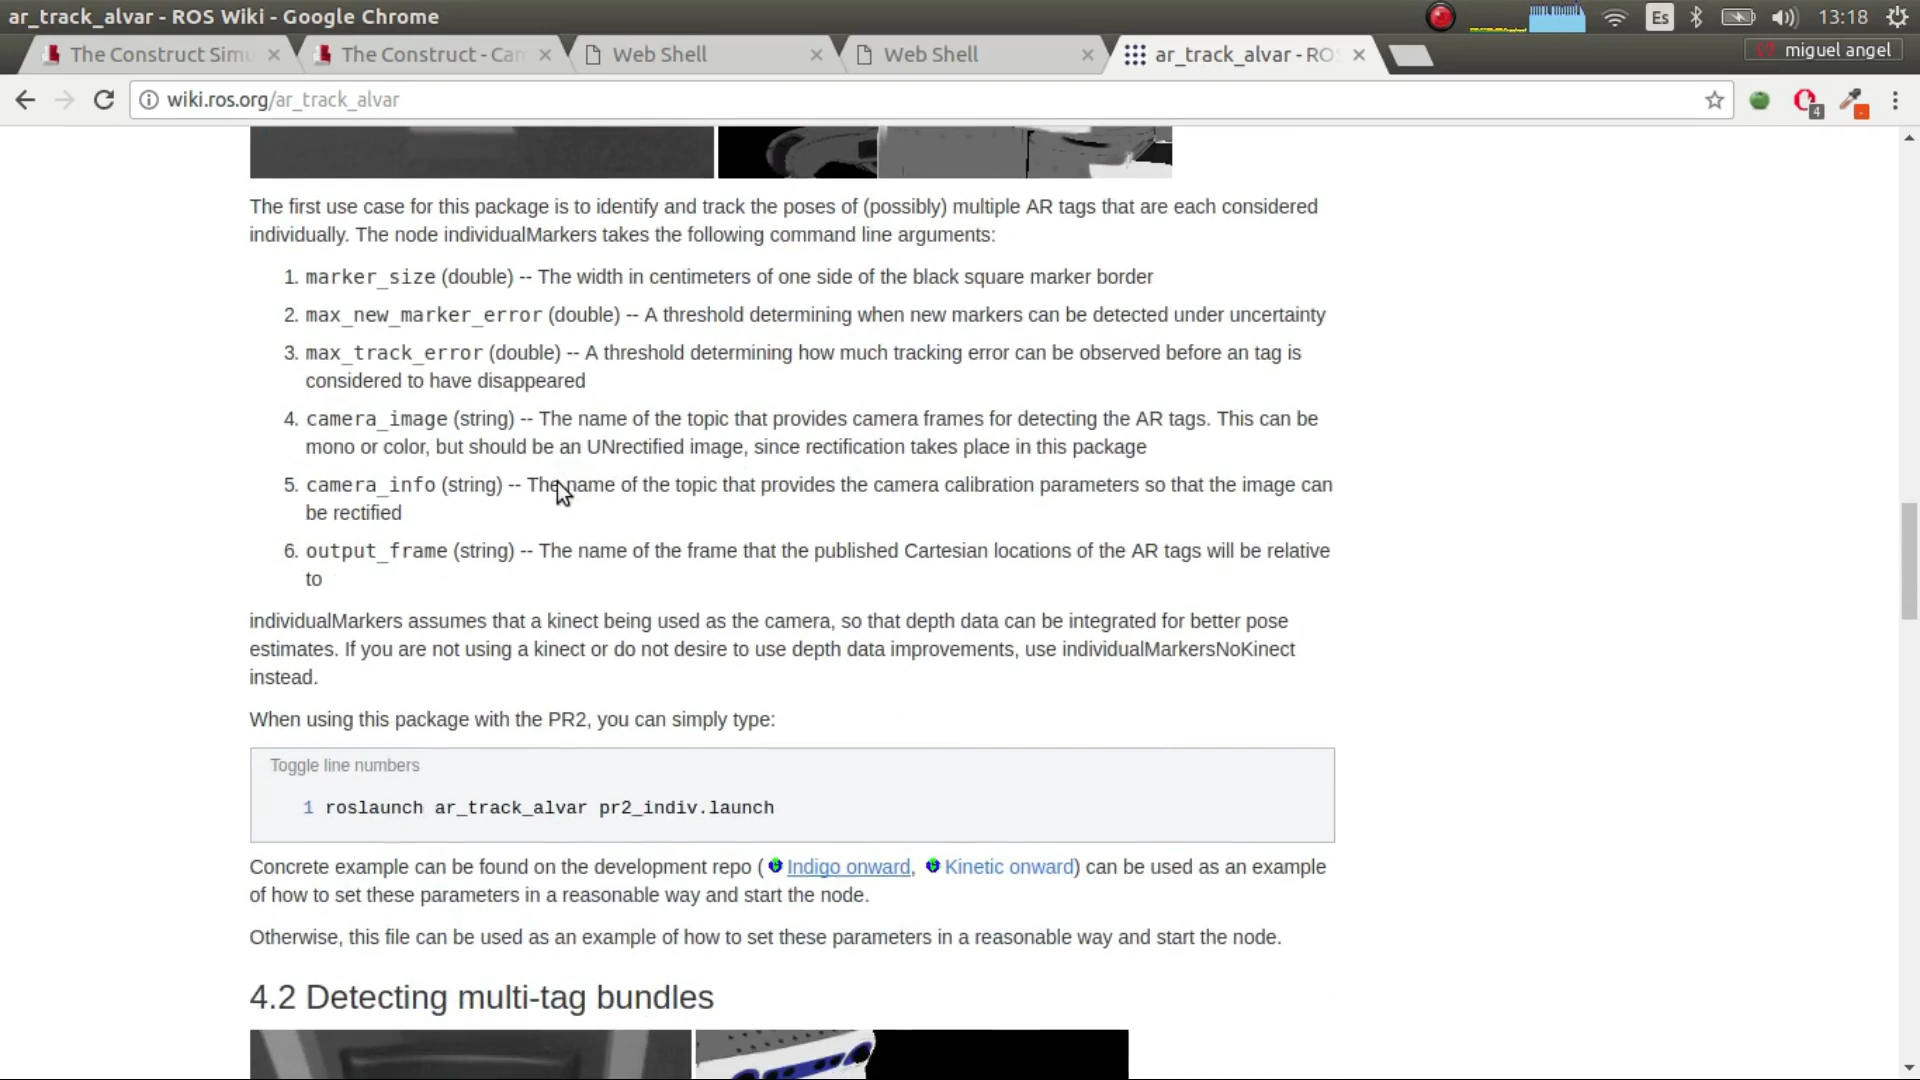 ar_track_alvar - ROS Wiki - Google Chrome
Es
13:18
The Construct Simu
The Construct - Can
Web Shell
Web Shell
ar_track_alvar - RO
miguel angel
wiki.ros.org/ar_track_alvar
4
The first use case for this package is to identify and track the poses of (possibly) multiple AR tags that are each considered
individually. The node individualMarkers takes the following command line arguments:
1. marker_size (double) -- The width in centimeters of one side of the black square marker border
2. max_new_marker_error (double) -- A threshold determining when new markers can be detected under uncertainty
3. max_track_error (double) -- A threshold determining how much tracking error can be observed before an tag is
considered to have disappeared
4. camera_image (string) -- The name of the topic that provides camera frames for detecting the AR tags. This can be
mono or color, but should be an UNrectified image, since rectification takes place in this package
5. camera_info (string) -- The name of the topic that provides the camera calibration parameters so that the image can
be rectified
6. output_frame (string) -- The name of the frame that the published Cartesian locations of the AR tags will be relative
to
individualMarkers assumes that a kinect being used as the camera, so that depth data can be integrated for better pose
estimates. If you are not using a kinect or do not desire to use depth data improvements, use individualMarkersNoKinect
instead.
When using this package with the PR2, you can simply type:
Toggle line numbers
1 roslaunch ar_track_alvar pr2_indiv.launch
Concrete example can be found on the development repo ( Indigo onward, Kinetic onward) can be used as an example
of how to set these parameters in a reasonable way and start the node.
Otherwise, this file can be used as an example of how to set these parameters in a reasonable way and start the node.
4.2 Detecting multi-tag bundles